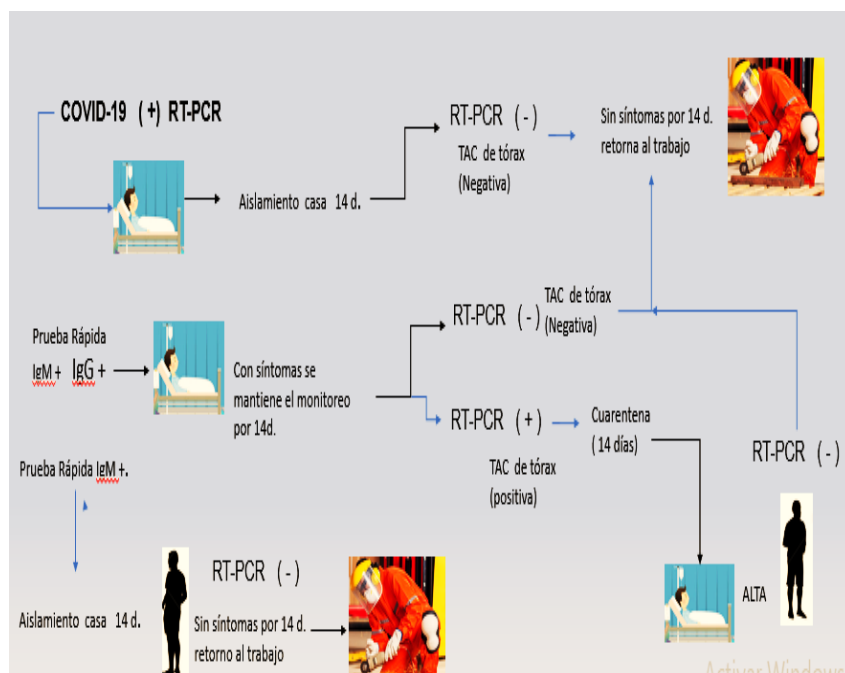 COVID-19 (+) RT-PCR
Aislamiento casa 14 d.
RT-PCR (-)
TAC de tórax
(Negativa)
Sin síntomas por 14 d.
retorna al trabajo
Prueba Rápida
IgM + IgG +
Con síntomas se
mantiene el monitoreo
por 14d.
RT-PCR (-)
TAC de tórax
(Negativa)
RT-PCR (+)
TAC de tórax
(positiva)
Cuarentena
(14 días)
RT-PCR (-)
ALTA
Prueba Rápida IgM +.
Aislamiento casa 14 d.
RT-PCR (-)
Sin síntomas por 14 d.
retorno al trabajo
Activar Windows